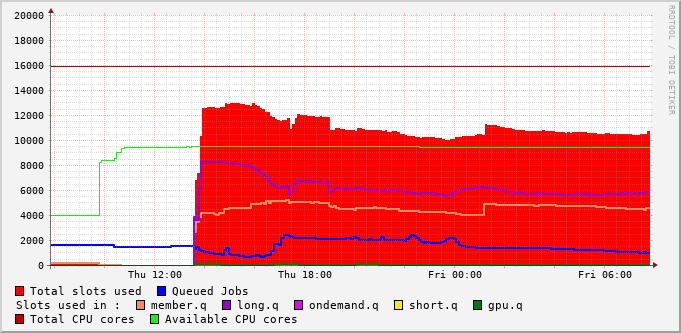 20000
18000
16000
14000
12000
10000
8000
6000
4000
2000
0
Thu 12:00 Thu 18:00 Fri 00:00 Fri 06:00
Total slots used Queued Jobs
Slots used in : member.q long.q ondemand.q short.q gpu.q
Total CPU cores Available CPU cores
RRDTOOL / TOBI OETIKER